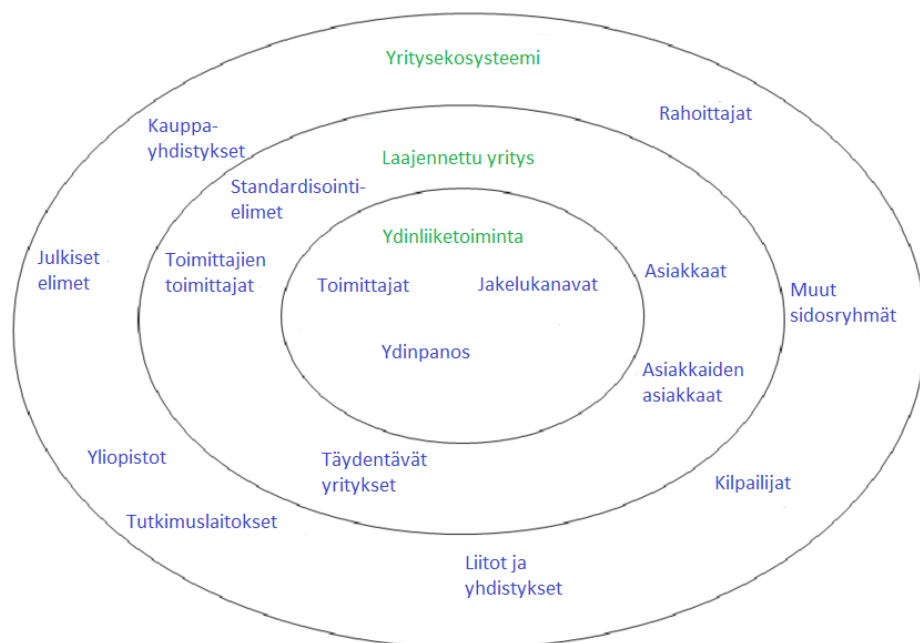 Yritysekosysteemi
Rahoittajat
Kauppa-
yhdistykset
Laajennettu yritys
Standardisointi-
elimet
Ydinliiketoiminta
Julkiset
elimet
Toimittajien
toimittajat
Toimittajat
Jakelukanavat
Asiakkaat
Muut
sidosryhmät
Ydinpanos
Asiakkaiden
asiakkaat
Yliopistot
Täydentävät
yritykset
Kilpailijat
Tutkimuslaitokset
Liitot ja
yhdistykset